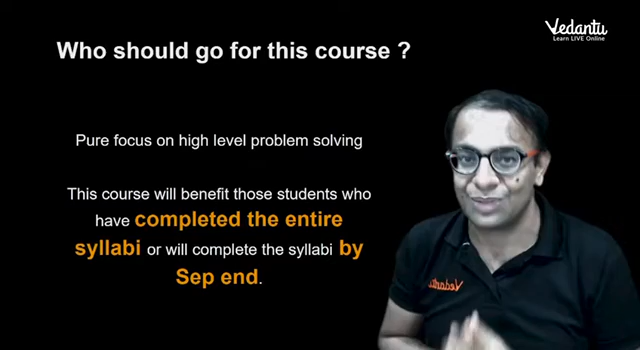 Vedantu
Learn LIVE Online
Who should go for this course ?
Pure focus on high level problem solving
This course will benefit those students who
have completed the entire
syllabi or will complete the syllabi by
Sep end.
Vedantu